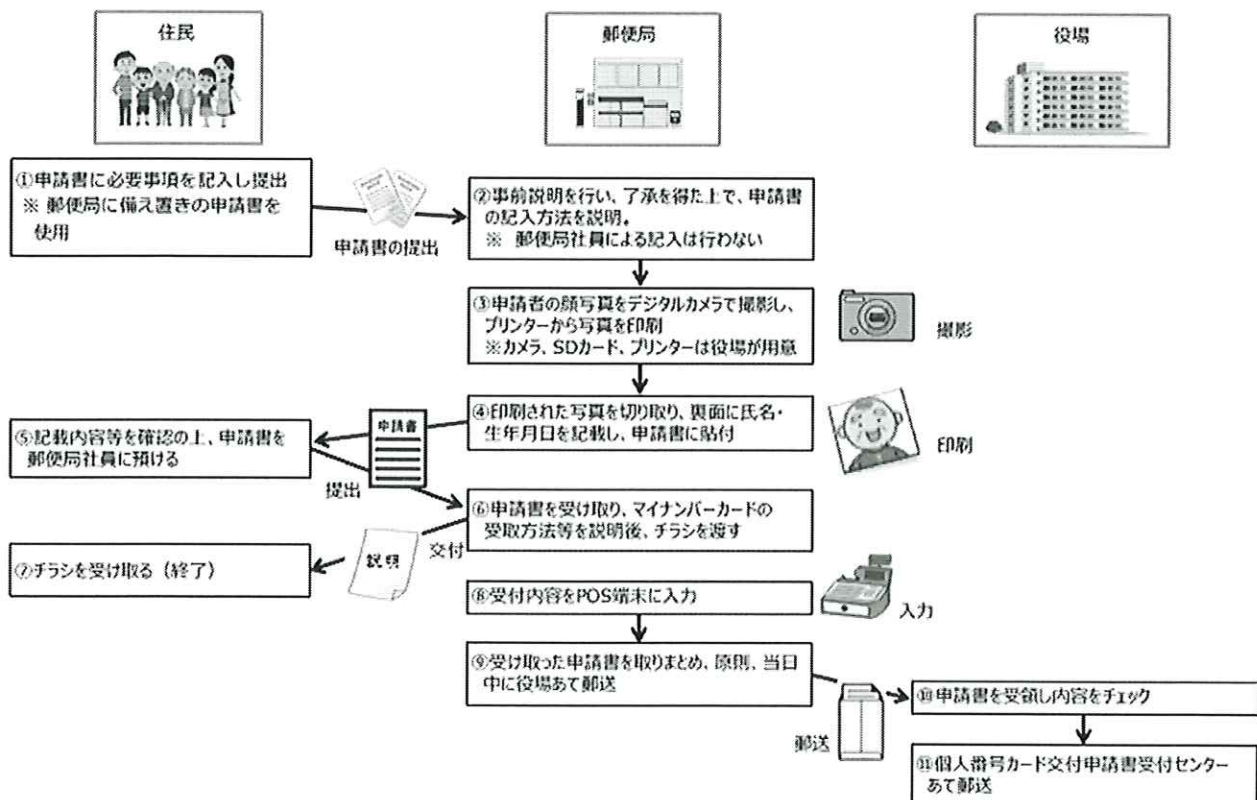 住民
郵便局
役場
①申請書に必要事項を記入し提出
※ 郵便局に備え置きの申請書を
使用
申請書の提出
②事前説明を行い、了承を得た上で、申請書
の記入方法を説明。
※ 郵便局社員による記入は行わない
③申請者の顔写真をデジタルカメラで撮影し、
プリンターから写真を印刷
※カメラ、SDカード、プリンターは役場が用意
撮影
④印刷された写真を切り取り、裏面に氏名・
生年月日を記載し、申請書に貼付
印刷
申請書
⑤記載内容等を確認の上、申請書を
郵便局社員に預ける
提出
⑥申請書を受け取り、マイナンバーカードの
受取方法等を説明後、チラシを渡す
説明
交付
⑦チラシを受け取る（終了）
⑧受付内容をPOS端末に入力
入力
⑨受け取った申請書を取りまとめ、原則、当日
中に役場あて郵送
郵送
⑩申請書を受領し内容をチェック
⑪個人番号カード交付申請書受付センター
あて郵送